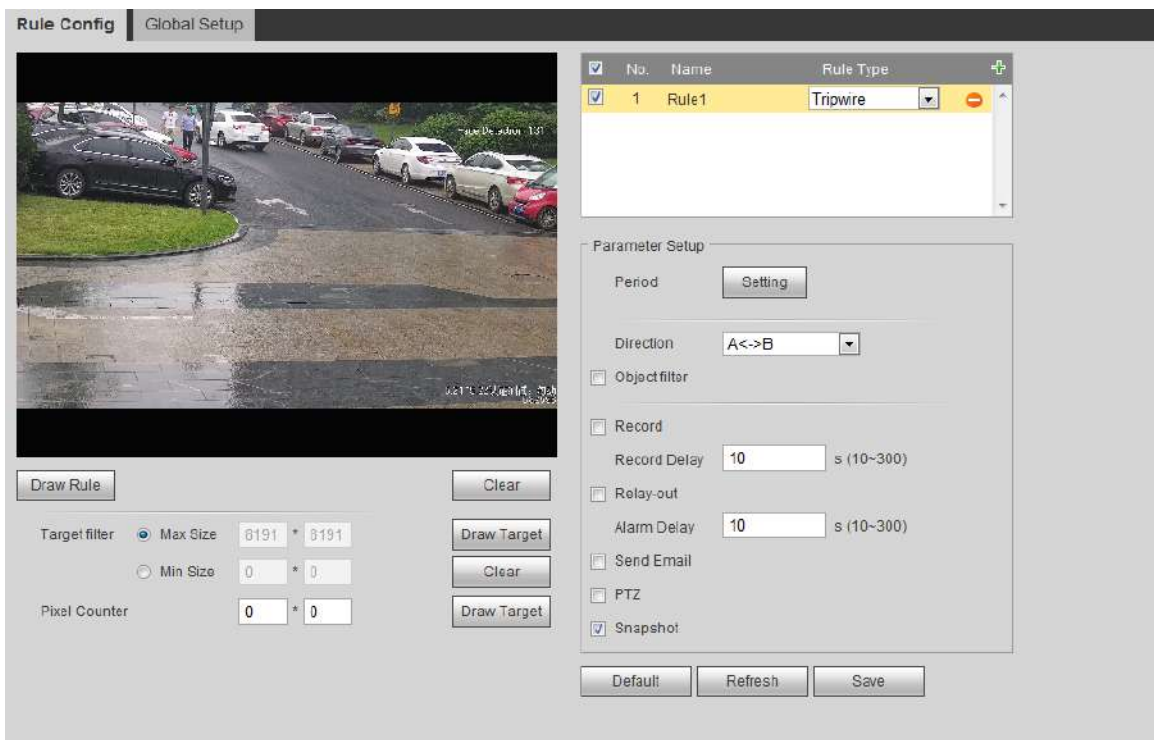 Rule Config Global Setup
No. Name Rule Type
1 Rule1 Tripwire
Parameter Setup
Period Setting
Direction A<->B
Object filter
Record
Record Delay 10 s (10~300)
Relay-out
Alarm Delay 10 s (10~300)
Send Email
PTZ
Snapshot
Default Refresh Save
Draw Rule Clear
Target filter Max Size 8191 * 8191 Draw Target
Min Size 0 * 0 Clear
Pixel Counter 0 * 0 Draw Target